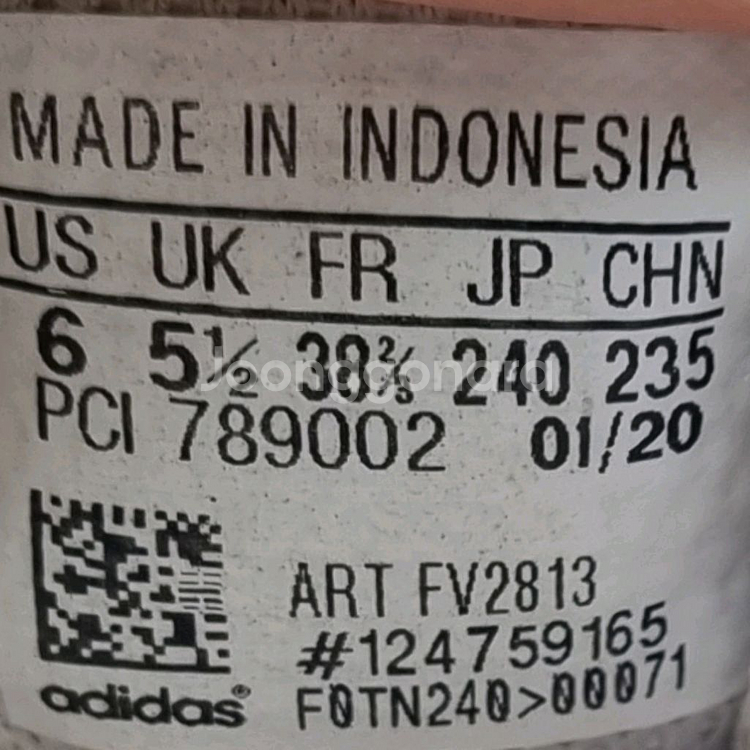 MADE IN INDONESIA
US UK FR JP CHN
6 5½ 38⅔ 240 235
Joonggonara
PCI 789002 01/20
ART FV2813
#124759165
adidas® F0TN240>00071